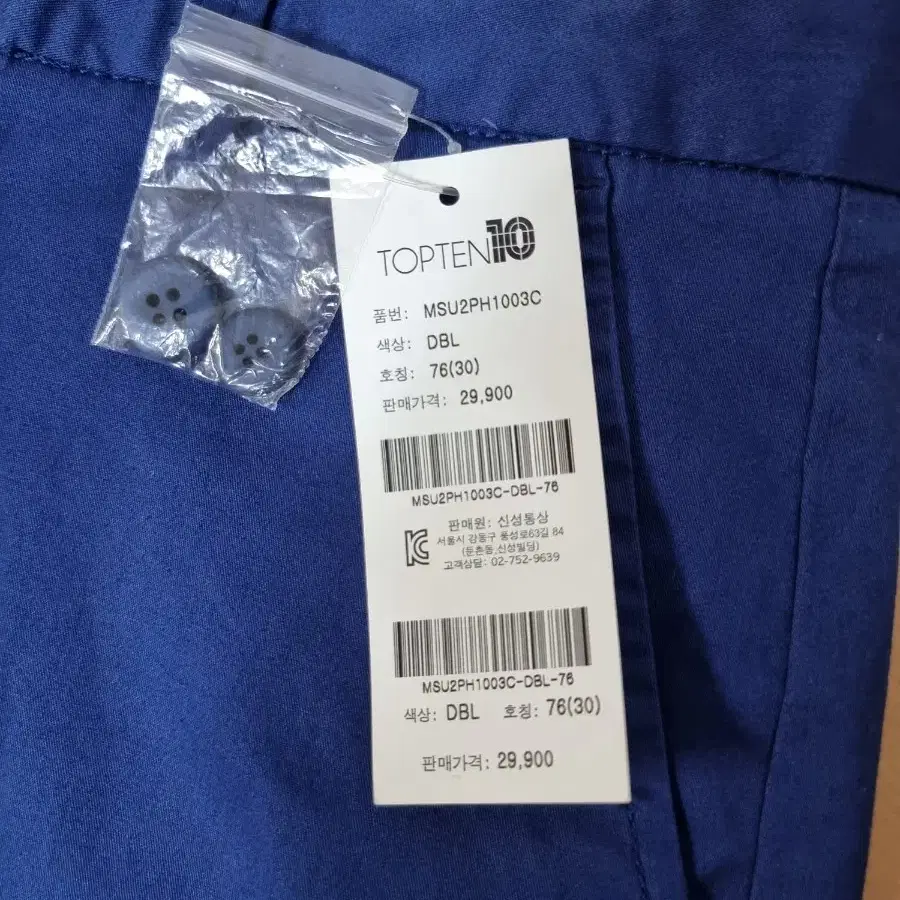 TOPTEN10
품번: MSU2PH1003C
색상: DBL
호칭: 76(30)
판매가격: 29,900
MSU2PH1003C-DBL-76
판매원: 신성통상
서울시 강동구 풍성로63길 84
(둔촌동,신성빌딩)
고객상담: 02-752-9639
MSU2PH1003C-DBL-76
색상: DBL 호칭: 76(30)
판매가격: 29,900